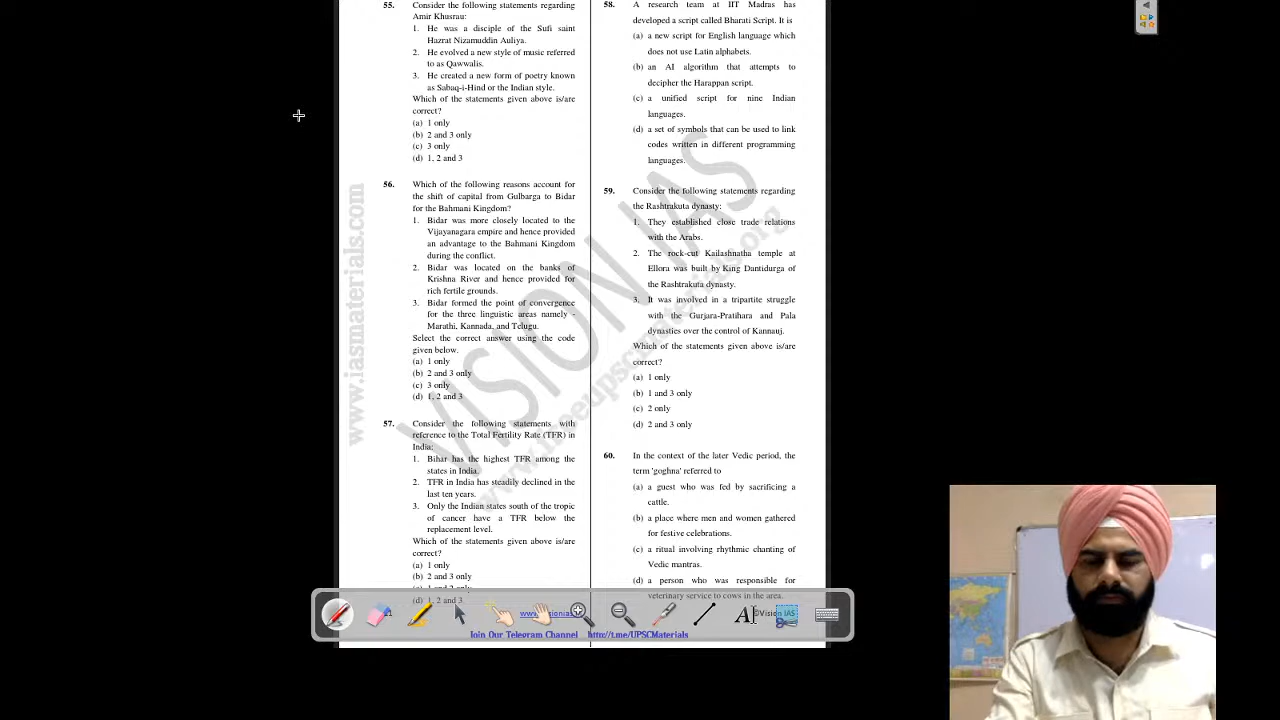 55. Consider the following statements regarding
Amir Khusrau:
1. He was a disciple of the Sufi saint
Hazrat Nizamuddin Auliya.
2. He evolved a new style of music referred
to as Qawwalis.
3. He created a new form of poetry known
as Sabaq-i-Hind or the Indian style.
Which of the statements given above is/are
correct?
(a) 1 only
(b) 2 and 3 only
(c) 3 only
(d) 1, 2 and 3
56. Which of the following reasons account for
the shift of capital from Gulbarga to Bidar
for the Bahmani Kingdom?
1. Bidar was more closely located to the
Vijayanagara empire and hence provided
an advantage to the Bahmani Kingdom
during the conflict.
2. Bidar was located on the banks of
Krishna River and hence provided for
rich fertile grounds.
3. Bidar formed the point of convergence
for the three linguistic areas namely -
Marathi, Kannada, and Telugu.
Select the correct answer using the code
given below.
(a) 1 only
(b) 2 and 3 only
(c) 3 only
(d) 1, 2 and 3
57. Consider the following statements with
reference to the Total Fertility Rate (TFR) in
India:
1. Bihar has the highest TFR among the
states in India.
2. TFR in India has steadily declined in the
last ten years.
3. Only the Indian states south of the tropic
of cancer have a TFR below the
replacement level.
Which of the statements given above is/are
correct?
(a) 1 only
(b) 2 and 3 only
(d) 1, 2 and 3
58. A research team at IIT Madras has
developed a script called Bharati Script. It is
(a) a new script for English language which
does not use Latin alphabets.
(b) an AI algorithm that attempts to
decipher the Harappan script.
(c) a unified script for nine Indian
languages.
(d) a set of symbols that can be used to link
codes written in different programming
languages.
59. Consider the following statements regarding
the Rashtrakuta dynasty:
1. They established close trade relations
with the Arabs.
2. The rock-cut Kailashnatha temple at
Ellora was built by King Dantidurga of
the Rashtrakuta dynasty.
3. It was involved in a tripartite struggle
with the Gurjara-Pratihara and Pala
dynasties over the control of Kannauj.
Which of the statements given above is/are
correct?
(a) 1 only
(b) 1 and 3 only
(c) 2 only
(d) 2 and 3 only
60. In the context of the later Vedic period, the
term 'goghna' referred to
(a) a guest who was fed by sacrificing a
cattle.
(b) a place where men and women gathered
for festive celebrations.
(c) a ritual involving rhythmic chanting of
Vedic mantras.
(d) a person who was responsible for
veterinary service to cows in the area.
www.iasmaterials.com
VISION IAS
©Vision IAS
Join Our Telegram Channel http://t.me/UPSCMaterials